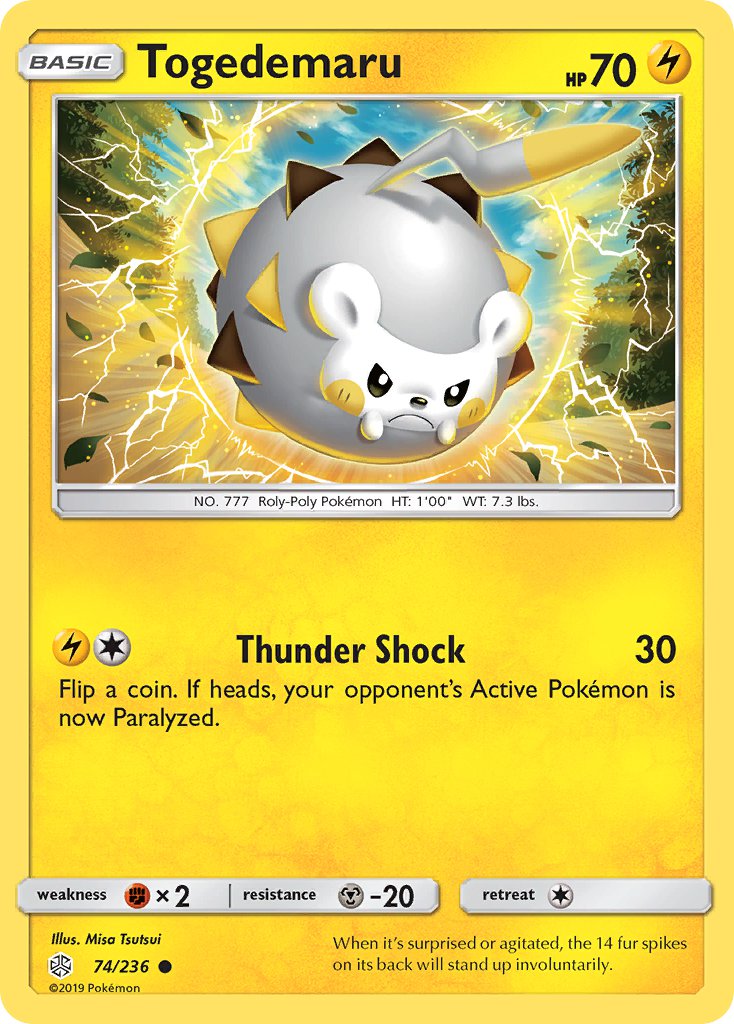 BASIC Togedemaru HP 70
NO. 777 Roly-Poly Pokémon HT: 1'00" WT: 7.3 lbs.
Thunder Shock 30
Flip a coin. If heads, your opponent's Active Pokémon is
now Paralyzed.
weakness × 2 resistance -20 retreat
Illus. Misa Tsutsui
74/236
©2019 Pokémon
When it's surprised or agitated, the 14 fur spikes
on its back will stand up involuntarily.